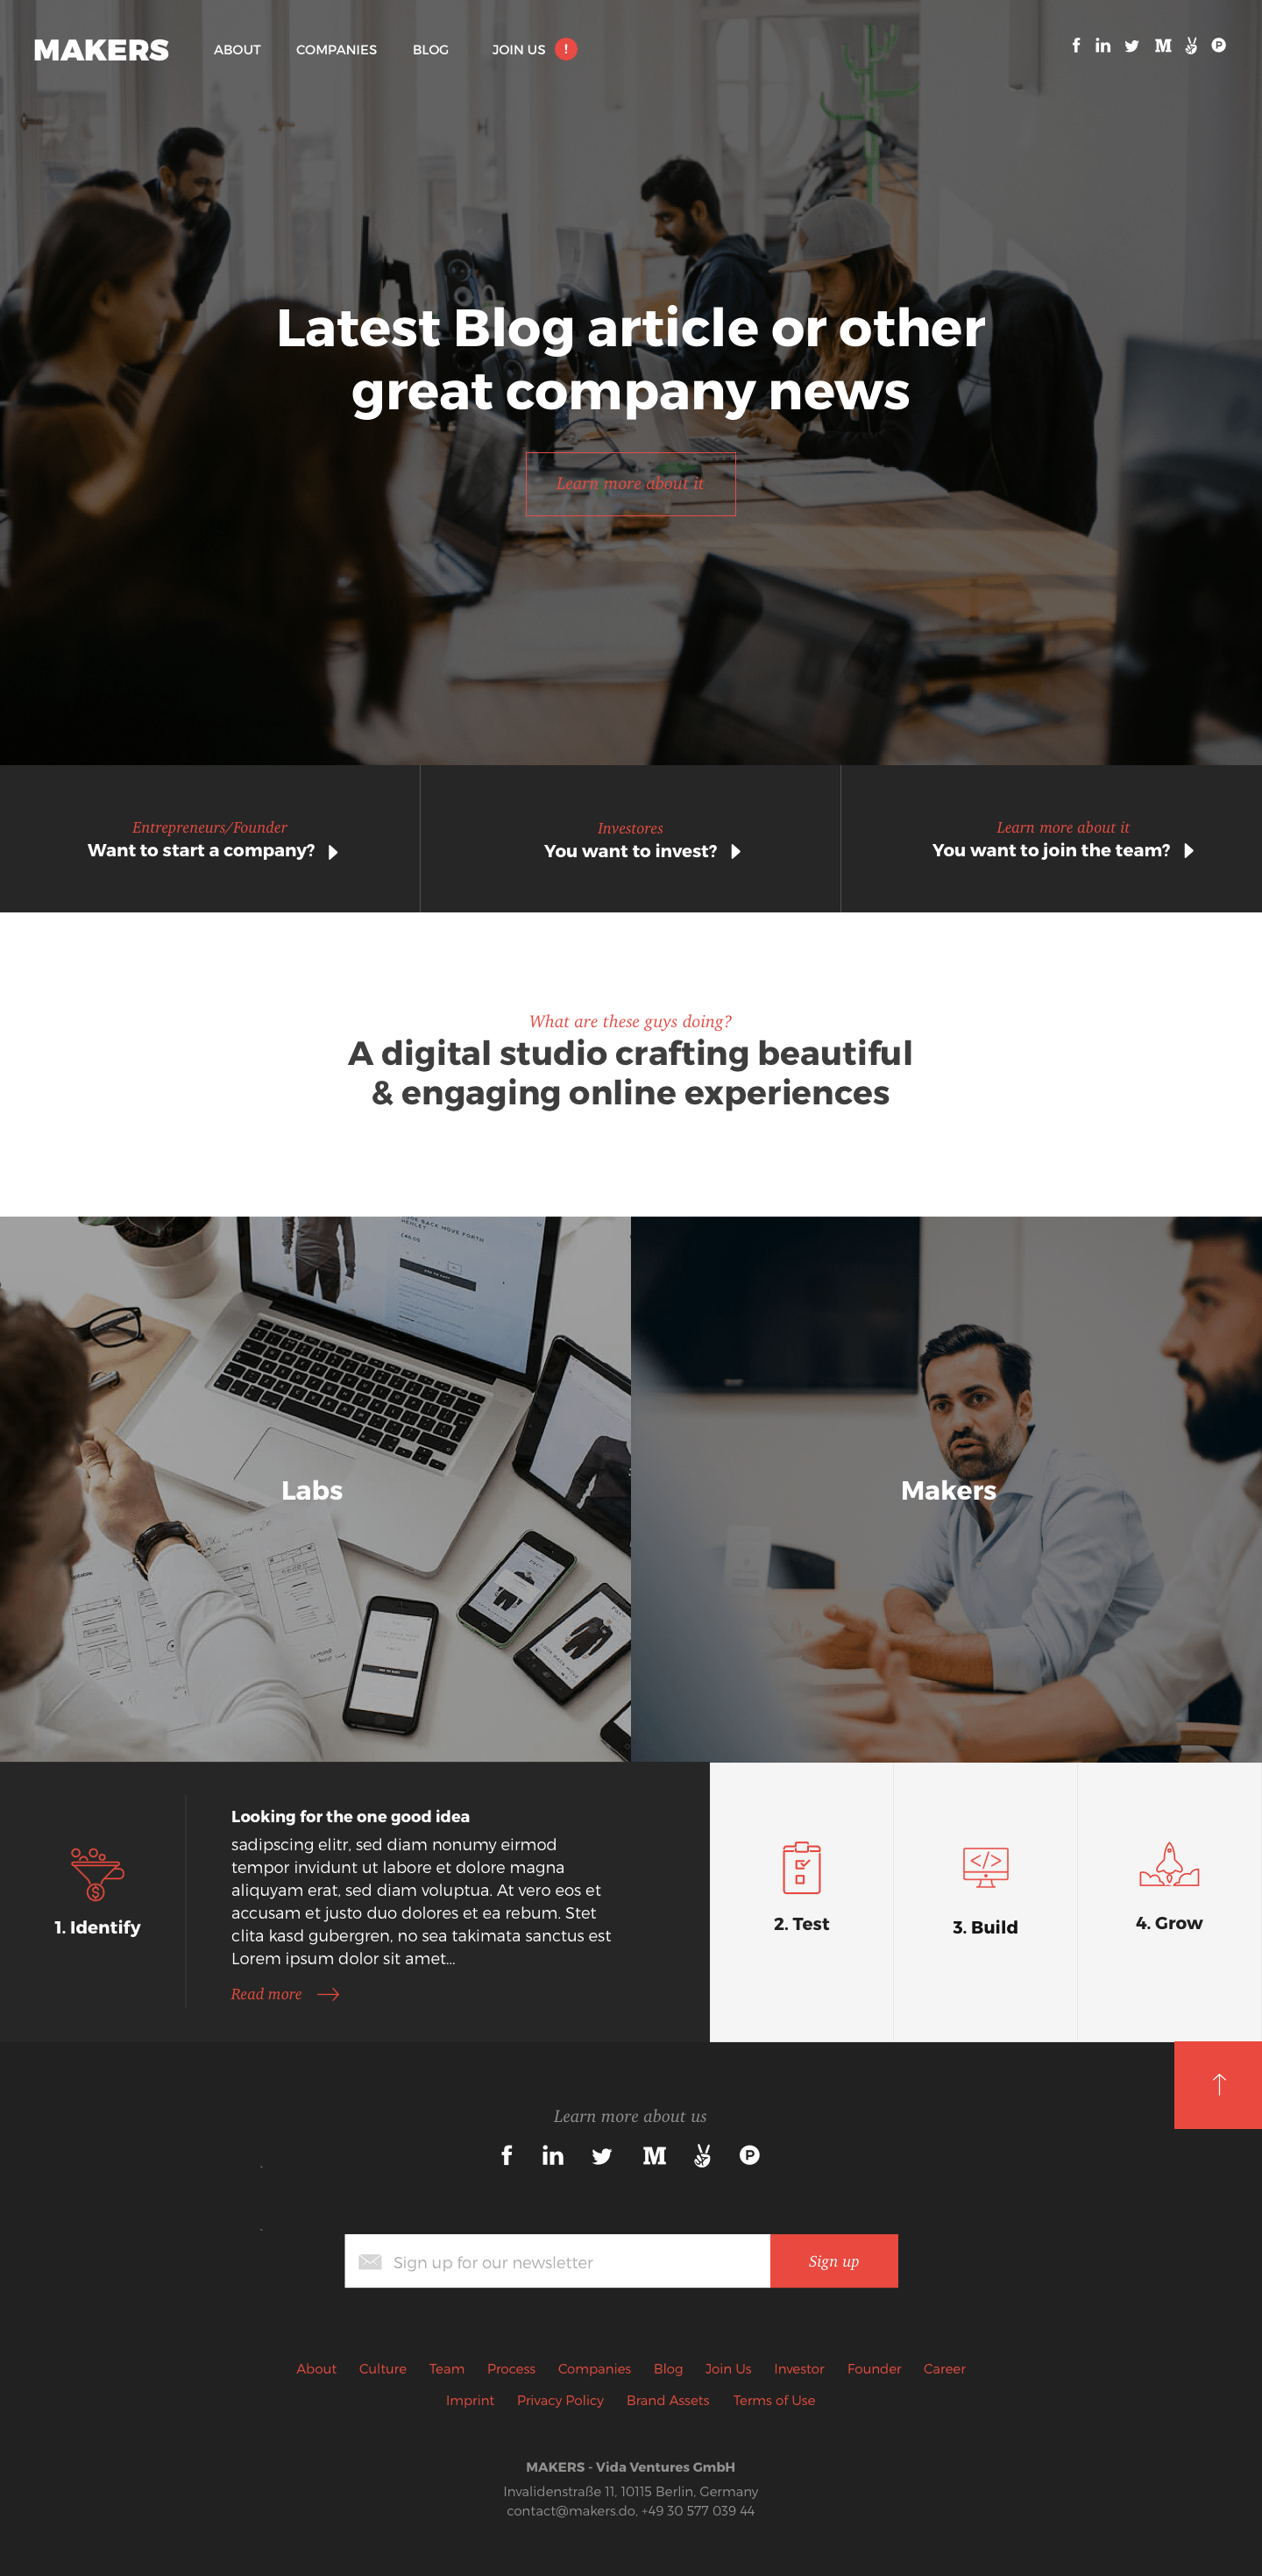 MAKERS ABOUT COMPANIES BLOG JOIN US !
Latest Blog article or other
great company news
Learn more about it
Entrepreneurs/Founder
Want to start a company?
Investores
You want to invest?
Learn more about it
You want to join the team?
What are these guys doing?
A digital studio crafting beautiful
& engaging online experiences
Labs
Makers
1. Identify
Looking for the one good idea
sadipscing elitr, sed diam nonumy eirmod
tempor invidunt ut labore et dolore magna
aliquyam erat, sed diam voluptua. At vero eos et
accusam et justo duo dolores et ea rebum. Stet
clita kasd gubergren, no sea takimata sanctus est
Lorem ipsum dolor sit amet...
Read more
2. Test
3. Build
4. Grow
Learn more about us
Sign up for our newsletter
Sign up
About Culture Team Process Companies Blog Join Us Investor Founder Career
Imprint Privacy Policy Brand Assets Terms of Use
MAKERS - Vida Ventures GmbH
Invalidenstraße 11, 10115 Berlin, Germany
contact@makers.do, +49 30 577 039 44